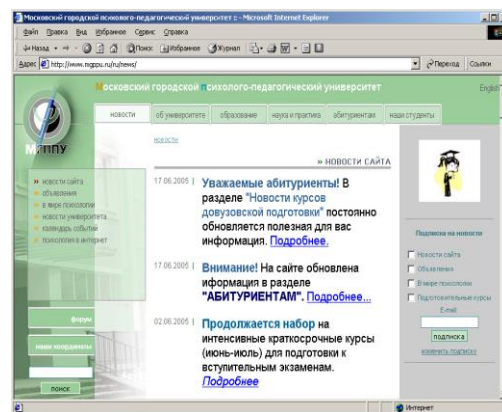 Московский городской психолого-педагогический университет :: - Microsoft Internet Explorer
Файл Правка Вид Избранное Сервис Справка
Назад Поиск Избранное Журнал
Адрес http://www.mgppu.ru/ru/news/ Переход Ссылки
Московский городской психолого-педагогический университет English
новости об университете образование наука и практика абитуриентам наши студенты
МГППУ
новости
» НОВОСТИ САЙТА
» новости сайта
объявления
в мире психологии
новости университета
календарь событий
психология в интернет
форум
наши координаты
поиск
17.06.2005 | Уважаемые абитуриенты! В
разделе "Новости курсов
довузовской подготовки" постоянно
обновляется полезная для вас
информация. Подробнее.
17.06.2005 | Внимание! На сайте обновлена
иформация в разделе
"АБИТУРИЕНТАМ". Подробнее...
02.06.2005 | Продолжается набор на
интенсивные краткосрочные курсы
(июнь-июль) для подготовки к
вступительным экзаменам.
Подробнее
Подписка на новости
Новости сайта
Объявления
В мире психологии
Подготовительные курсы
E-mail:
подписка
изменить подписку
Интернет